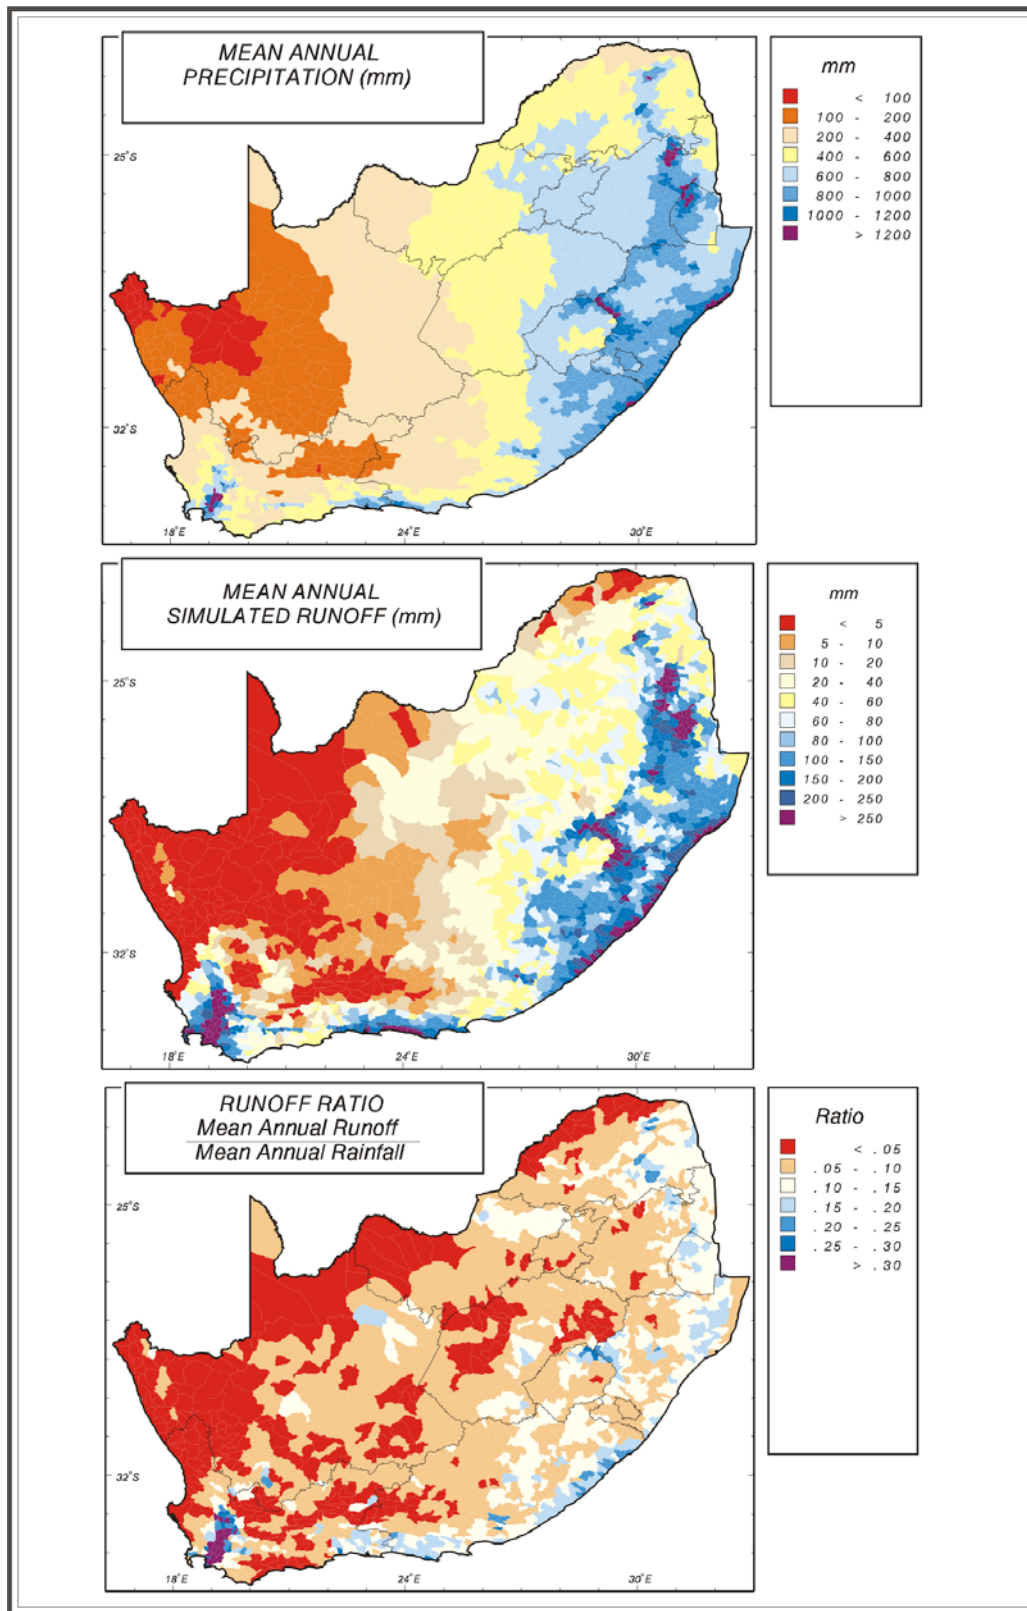 MEAN ANNUAL
PRECIPITATION (mm)
mm
< 100
100 - 200
200 - 400
400 - 600
600 - 800
800 - 1000
1000 - 1200
> 1200
25°S
32°S
18°E 24°E 30°E
MEAN ANNUAL
SIMULATED RUNOFF (mm)
mm
< 5
5 - 10
10 - 20
20 - 40
40 - 60
60 - 80
80 - 100
100 - 150
150 - 200
200 - 250
> 250
25°S
32°S
18°E 24°E 30°E
RUNOFF RATIO
Mean Annual Runoff
Mean Annual Rainfall
Ratio
< .05
.05 - .10
.10 - .15
.15 - .20
.20 - .25
.25 - .30
> .30
25°S
32°S
18°E 24°E 30°E